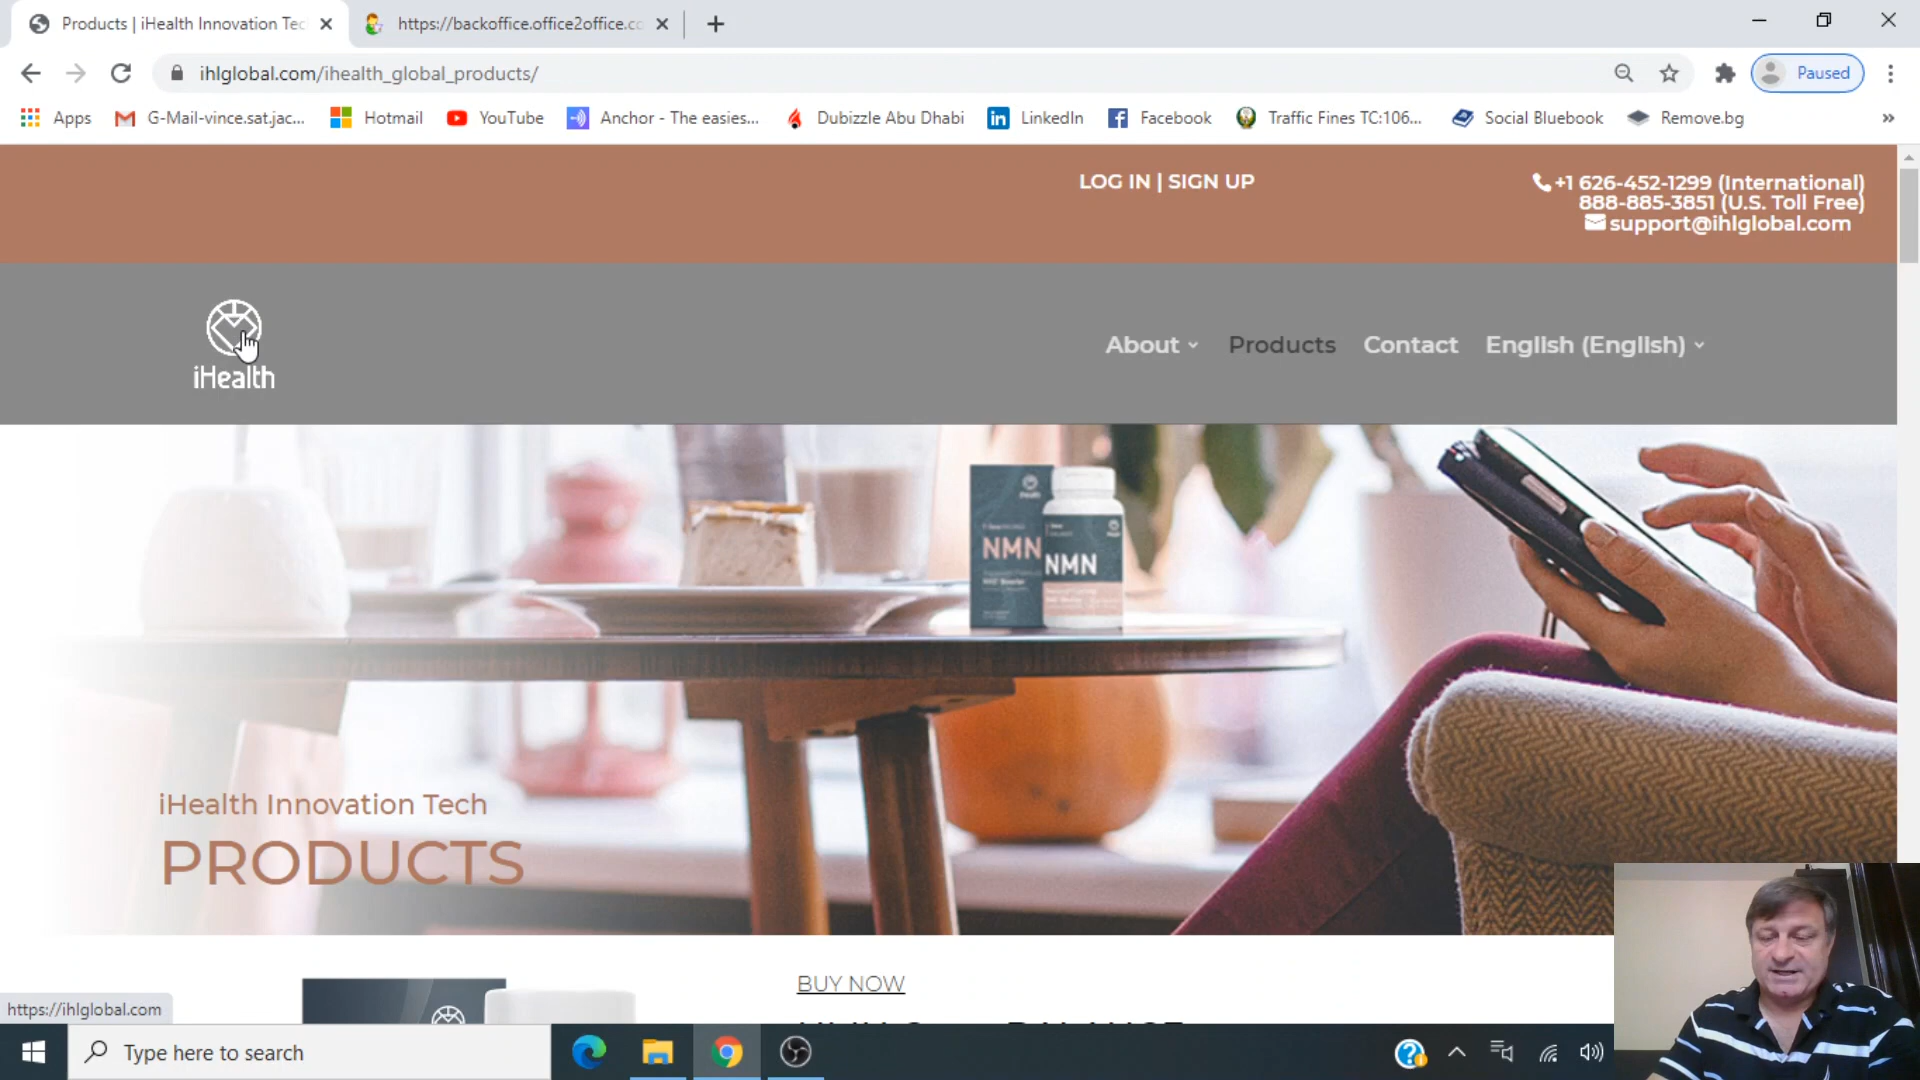 Products | iHealth Innovation Tec
https://backoffice.office2office.co
ihlglobal.com/ihealth_global_products/
Paused
Apps
G-Mail-vince.sat.jac...
Hotmail
YouTube
Anchor - The easies...
Dubizzle Abu Dhabi
LinkedIn
Facebook
Traffic Fines TC:106...
Social Bluebook
Remove.bg
LOG IN | SIGN UP
+1 626-452-1299 (International)
888-885-3851 (U.S. Toll Free)
support@ihlglobal.com
iHealth
About
Products
Contact
English (English)
NMN
NMN
iHealth Innovation Tech
PRODUCTS
BUY NOW
https://ihlglobal.com
Type here to search